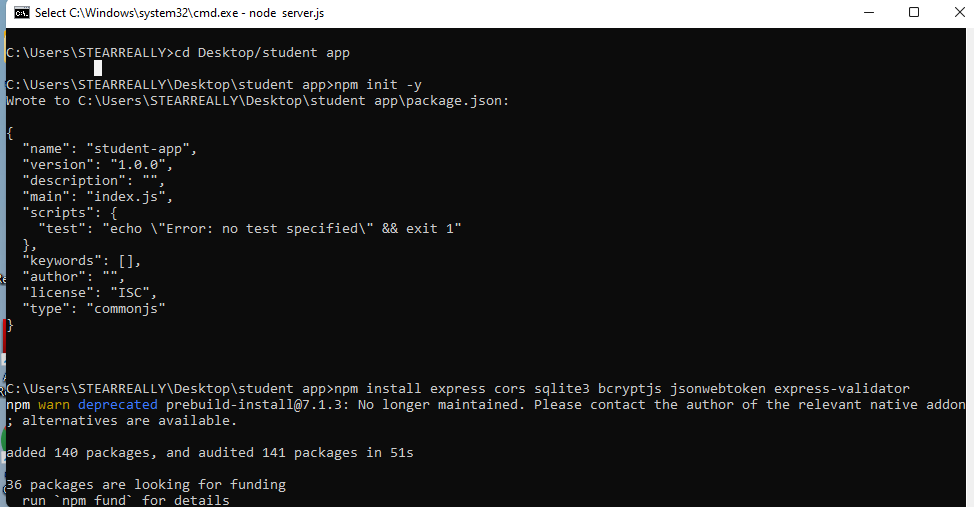 Select C:\Windows\system32\cmd.exe - node server.js
C:\Users\STEARREALLY>cd Desktop/student app
C:\Users\STEARREALLY\Desktop\student app>npm init -y
Wrote to C:\Users\STEARREALLY\Desktop\student app\package.json:
{
  "name": "student-app",
  "version": "1.0.0",
  "description": "",
  "main": "index.js",
  "scripts": {
    "test": "echo \"Error: no test specified\" && exit 1"
  },
  "keywords": [],
  "author": "",
  "license": "ISC",
  "type": "commonjs"
}
C:\Users\STEARREALLY\Desktop\student app>npm install express cors sqlite3 bcryptjs jsonwebtoken express-validator
npm warn deprecated prebuild-install@7.1.3: No longer maintained. Please contact the author of the relevant native addon
; alternatives are available.
added 140 packages, and audited 141 packages in 51s
36 packages are looking for funding
  run `npm fund` for details